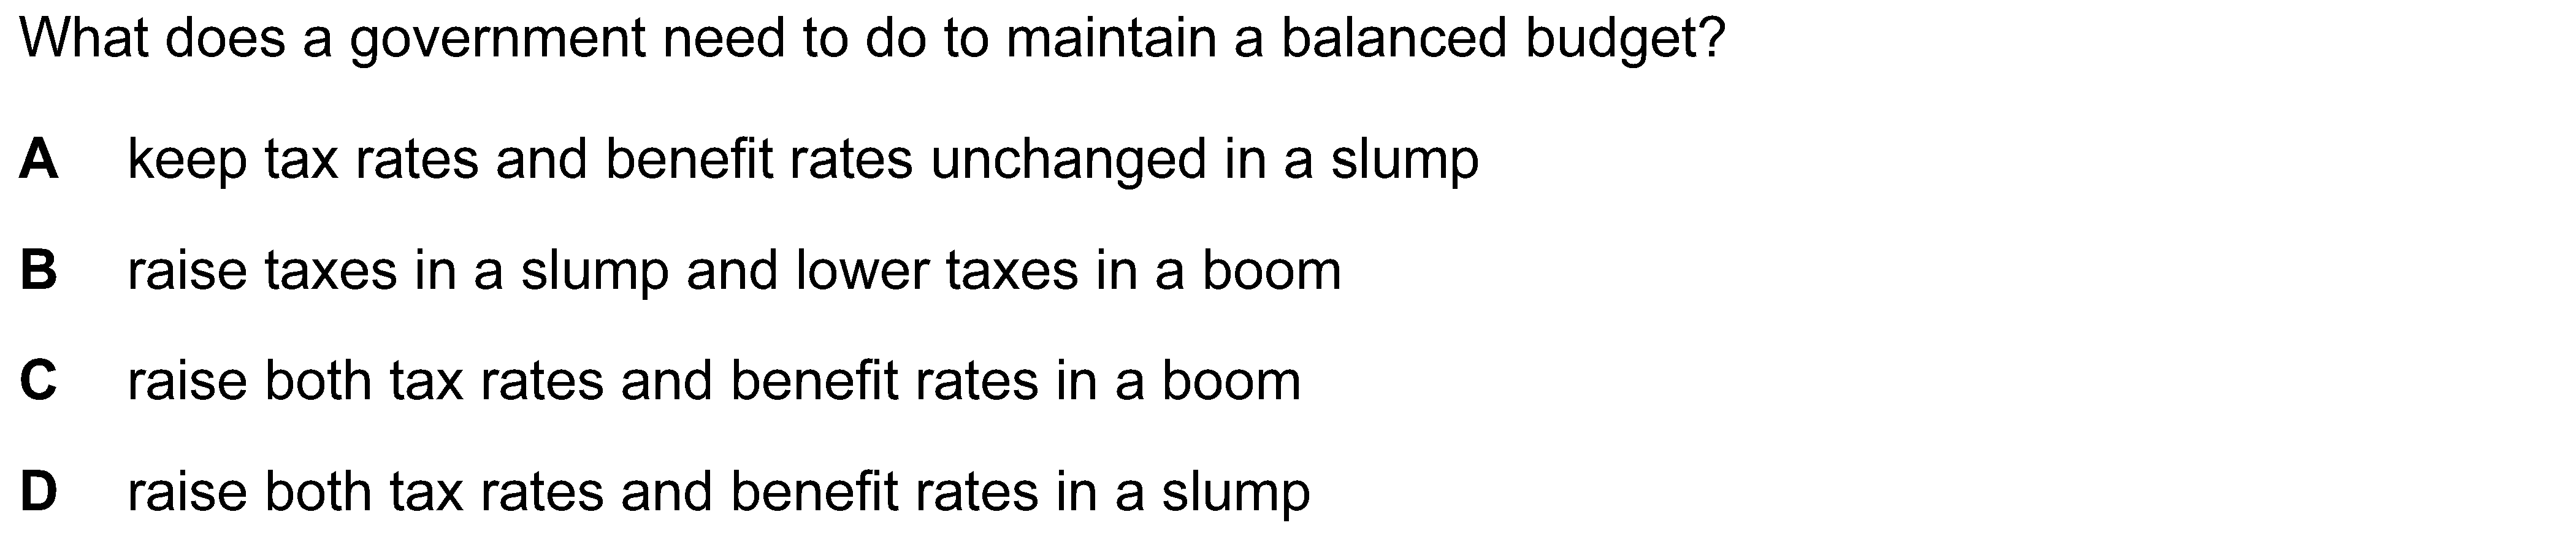 What does a government need to do to maintain a balanced budget?
A keep tax rates and benefit rates unchanged in a slump
B raise taxes in a slump and lower taxes in a boom
C raise both tax rates and benefit rates in a boom
D raise both tax rates and benefit rates in a slump